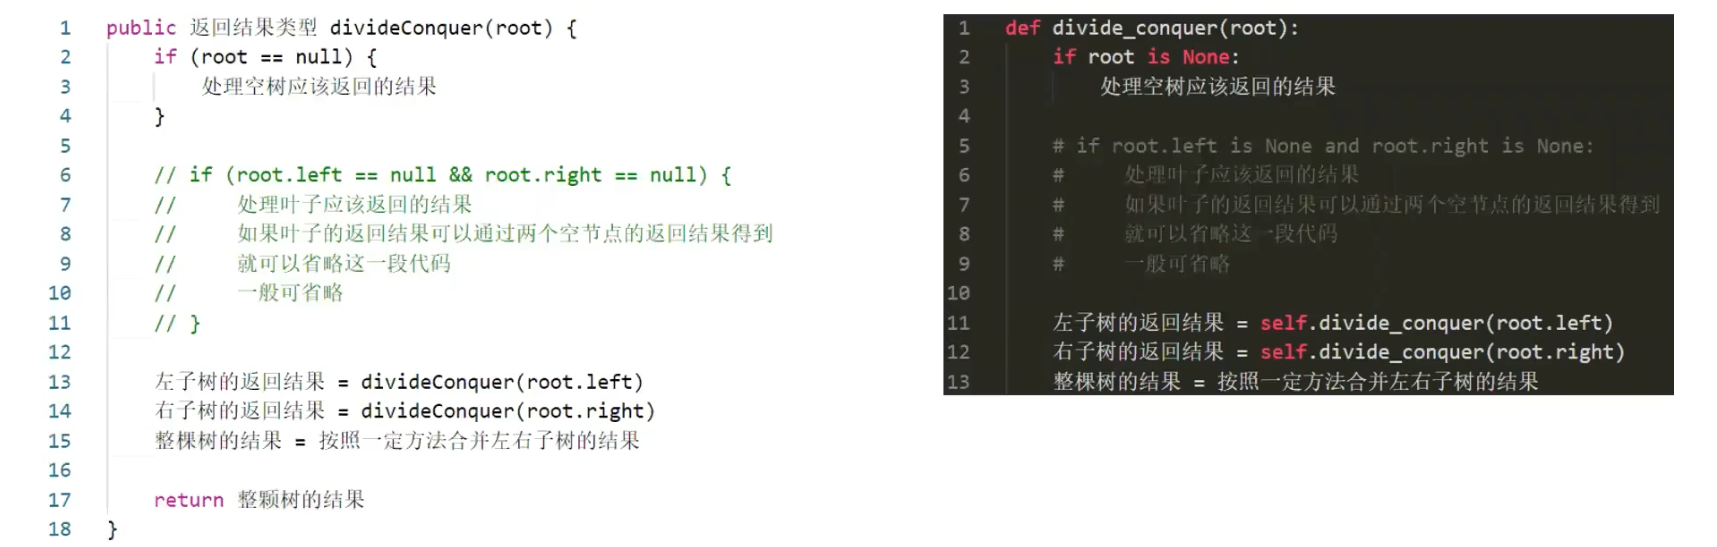 1 public 返回结果类型 divideConquer(root) {
2 if (root == null) {
3 处理空树应该返回的结果
4 }
5
6 // if (root.left == null && root.right == null) {
7 // 处理叶子应该返回的结果
8 // 如果叶子的返回结果可以通过两个空节点的返回结果得到
9 // 就可以省略这一段代码
10 // 一般可省略
11 // }
12
13 左子树的返回结果 = divideConquer(root.left)
14 右子树的返回结果 = divideConquer(root.right)
15 整棵树的结果 = 按照一定方法合并左右子树的结果
16
17 return 整颗树的结果
18 }
1 def divide_conquer(root):
2 if root is None:
3 处理空树应该返回的结果
4
5 # if root.left is None and root.right is None:
6 # 处理叶子应该返回的结果
7 # 如果叶子的返回结果可以通过两个空节点的返回结果得到
8 # 就可以省略这一段代码
9 # 一般可省略
10
11 左子树的返回结果 = self.divide_conquer(root.left)
12 右子树的返回结果 = self.divide_conquer(root.right)
13 整棵树的结果 = 按照一定方法合并左右子树的结果